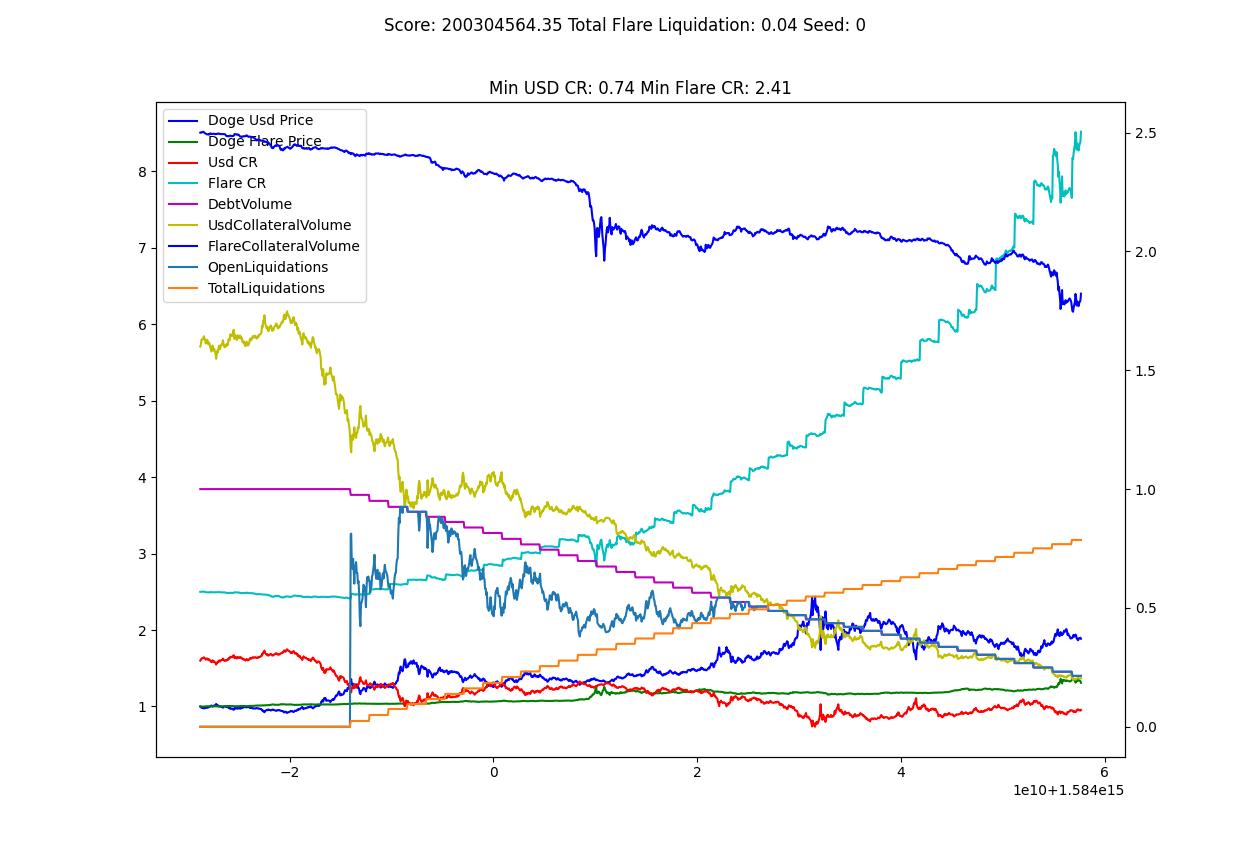 Score: 200304564.35 Total Flare Liquidation: 0.04 Seed: 0
Min USD CR: 0.74 Min Flare CR: 2.41
Doge Usd Price
Doge Flare Price
Usd CR
Flare CR
DebtVolume
UsdCollateralVolume
FlareCollateralVolume
OpenLiquidations
TotalLiquidations
8
7
6
5
4
3
2
1
2.5
2.0
1.5
1.0
0.5
0.0
−2
0
2
4
6
1e10+1.584e15